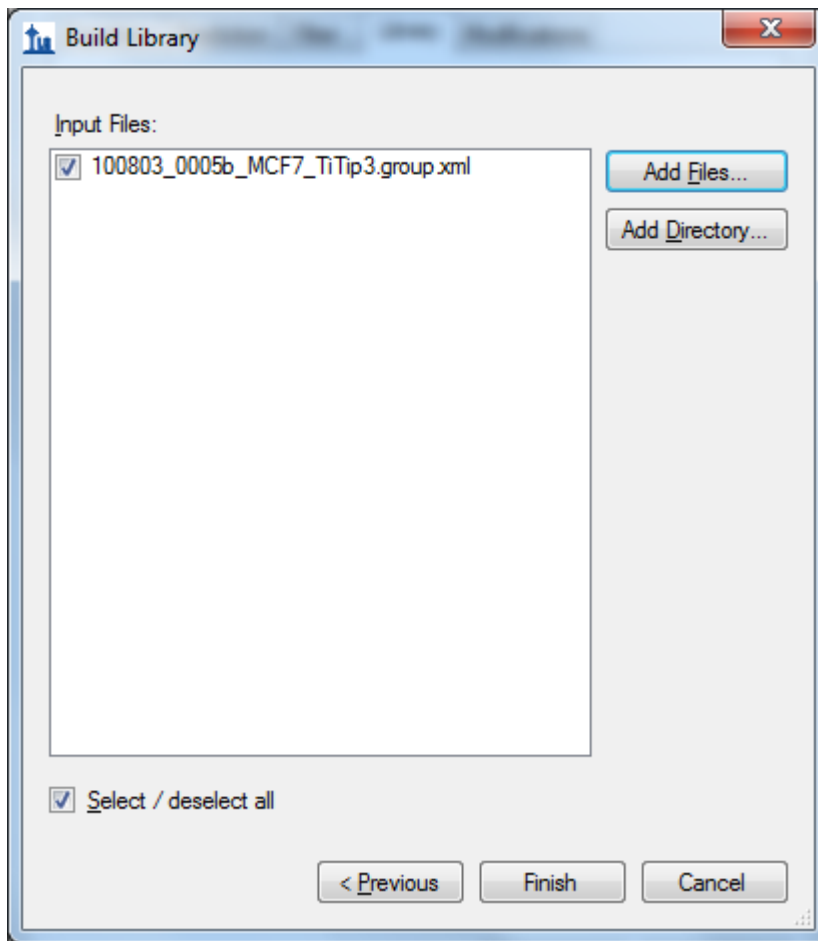 Build Library
Input Files:
100803_0005b_MCF7_TiTip3.group.xml
Add Files...
Add Directory...
Select / deselect all
< Previous
Finish
Cancel